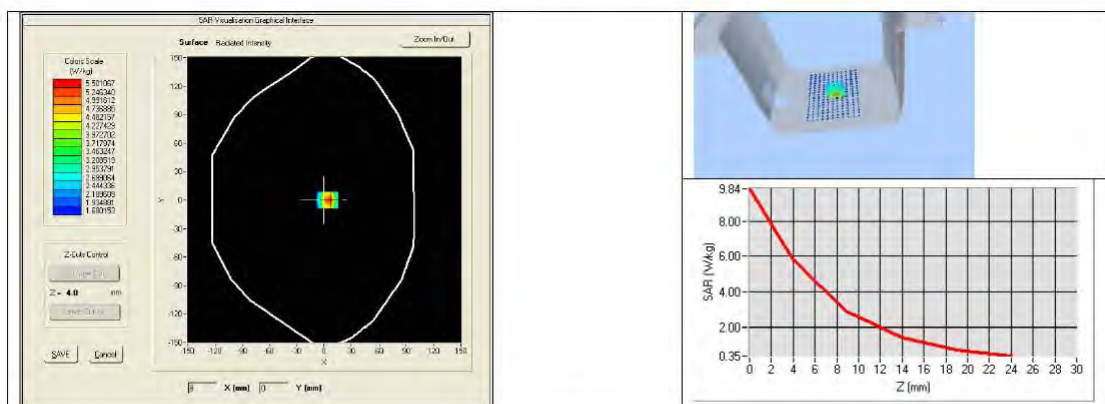 SAR Visualisation Graphical Interface
Surface Radiated Intensity
Zoom In/Out
Colors Scale
(W/kg)
5.501067
5.246340
4.991612
4.736885
4.482157
4.227429
3.972702
3.717974
3.463247
3.208519
2.953791
2.699064
2.444336
2.189609
1.934881
1.680153
150
120
90
60
30
0
-30
-60
-90
-120
-150
Y
-150 -120 -90 -60 -30 0 30 60 90 120 150
X
Z-Cuts Control
Z = 4.0 mm
SAVE Cancel
9 X (mm) 0 Y (mm)
9.84
8.00
6.00
4.00
2.00
0.35
SAR (W/kg)
0 2 4 6 8 10 12 14 16 18 20 22 24 26 28 30
Z (mm)